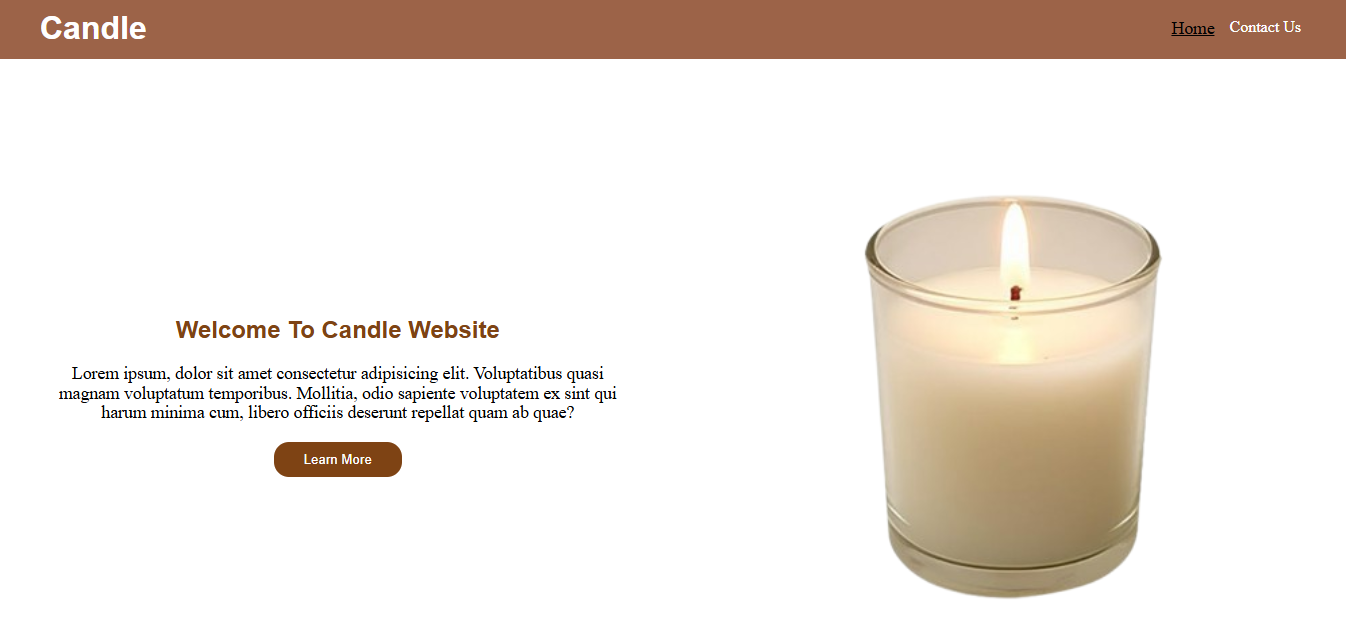 Candle
Home
Contact Us
Welcome To Candle Website
Lorem ipsum, dolor sit amet consectetur adipisicing elit. Voluptatibus quasi
magnam voluptatum temporibus. Mollitia, odio sapiente voluptatem ex sint qui
harum minima cum, libero officiis deserunt repellat quam ab quae?
Learn More